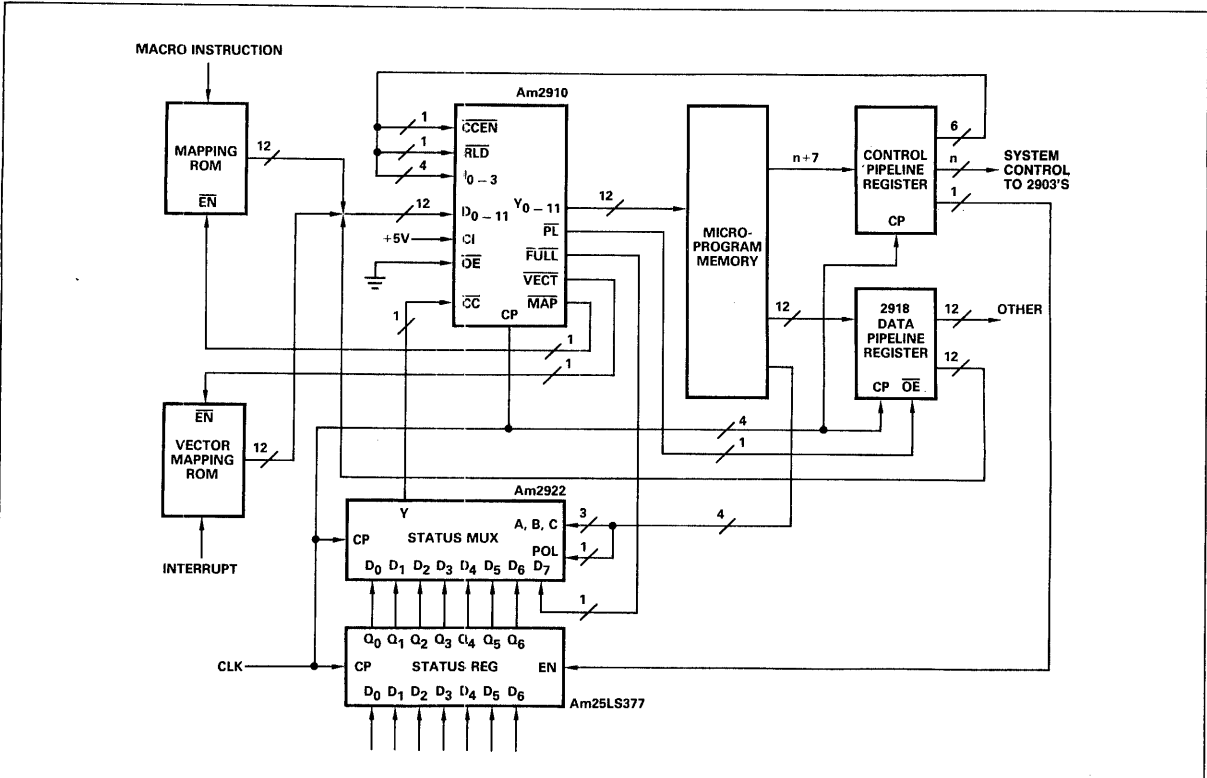 MACRO INSTRUCTION
MAPPING
ROM
EN
12
Am2910
1
CCEN
1
RLD
4
I0–3
12
D0–11
+5V
CI
OE
1
CC
CP
Y0–11
12
PL
FULL
VECT
MAP
1
1
MICRO-
PROGRAM
MEMORY
n+7
CONTROL
PIPELINE
REGISTER
CP
6
n
1
SYSTEM
CONTROL
TO 2903'S
12
2918
DATA
PIPELINE
REGISTER
CP OE
12
OTHER
12
EN
VECTOR
MAPPING
ROM
12
INTERRUPT
4
1
Am2922
Y
CP
STATUS MUX
A, B, C
POL
3
1
4
D0 D1 D2 D3 D4 D5 D6 D7
1
Q0 Q1 Q2 Q3 Q4 Q5 Q6
CLK
CP
STATUS REG
EN
D0 D1 D2 D3 D4 D5 D6
Am25LS377